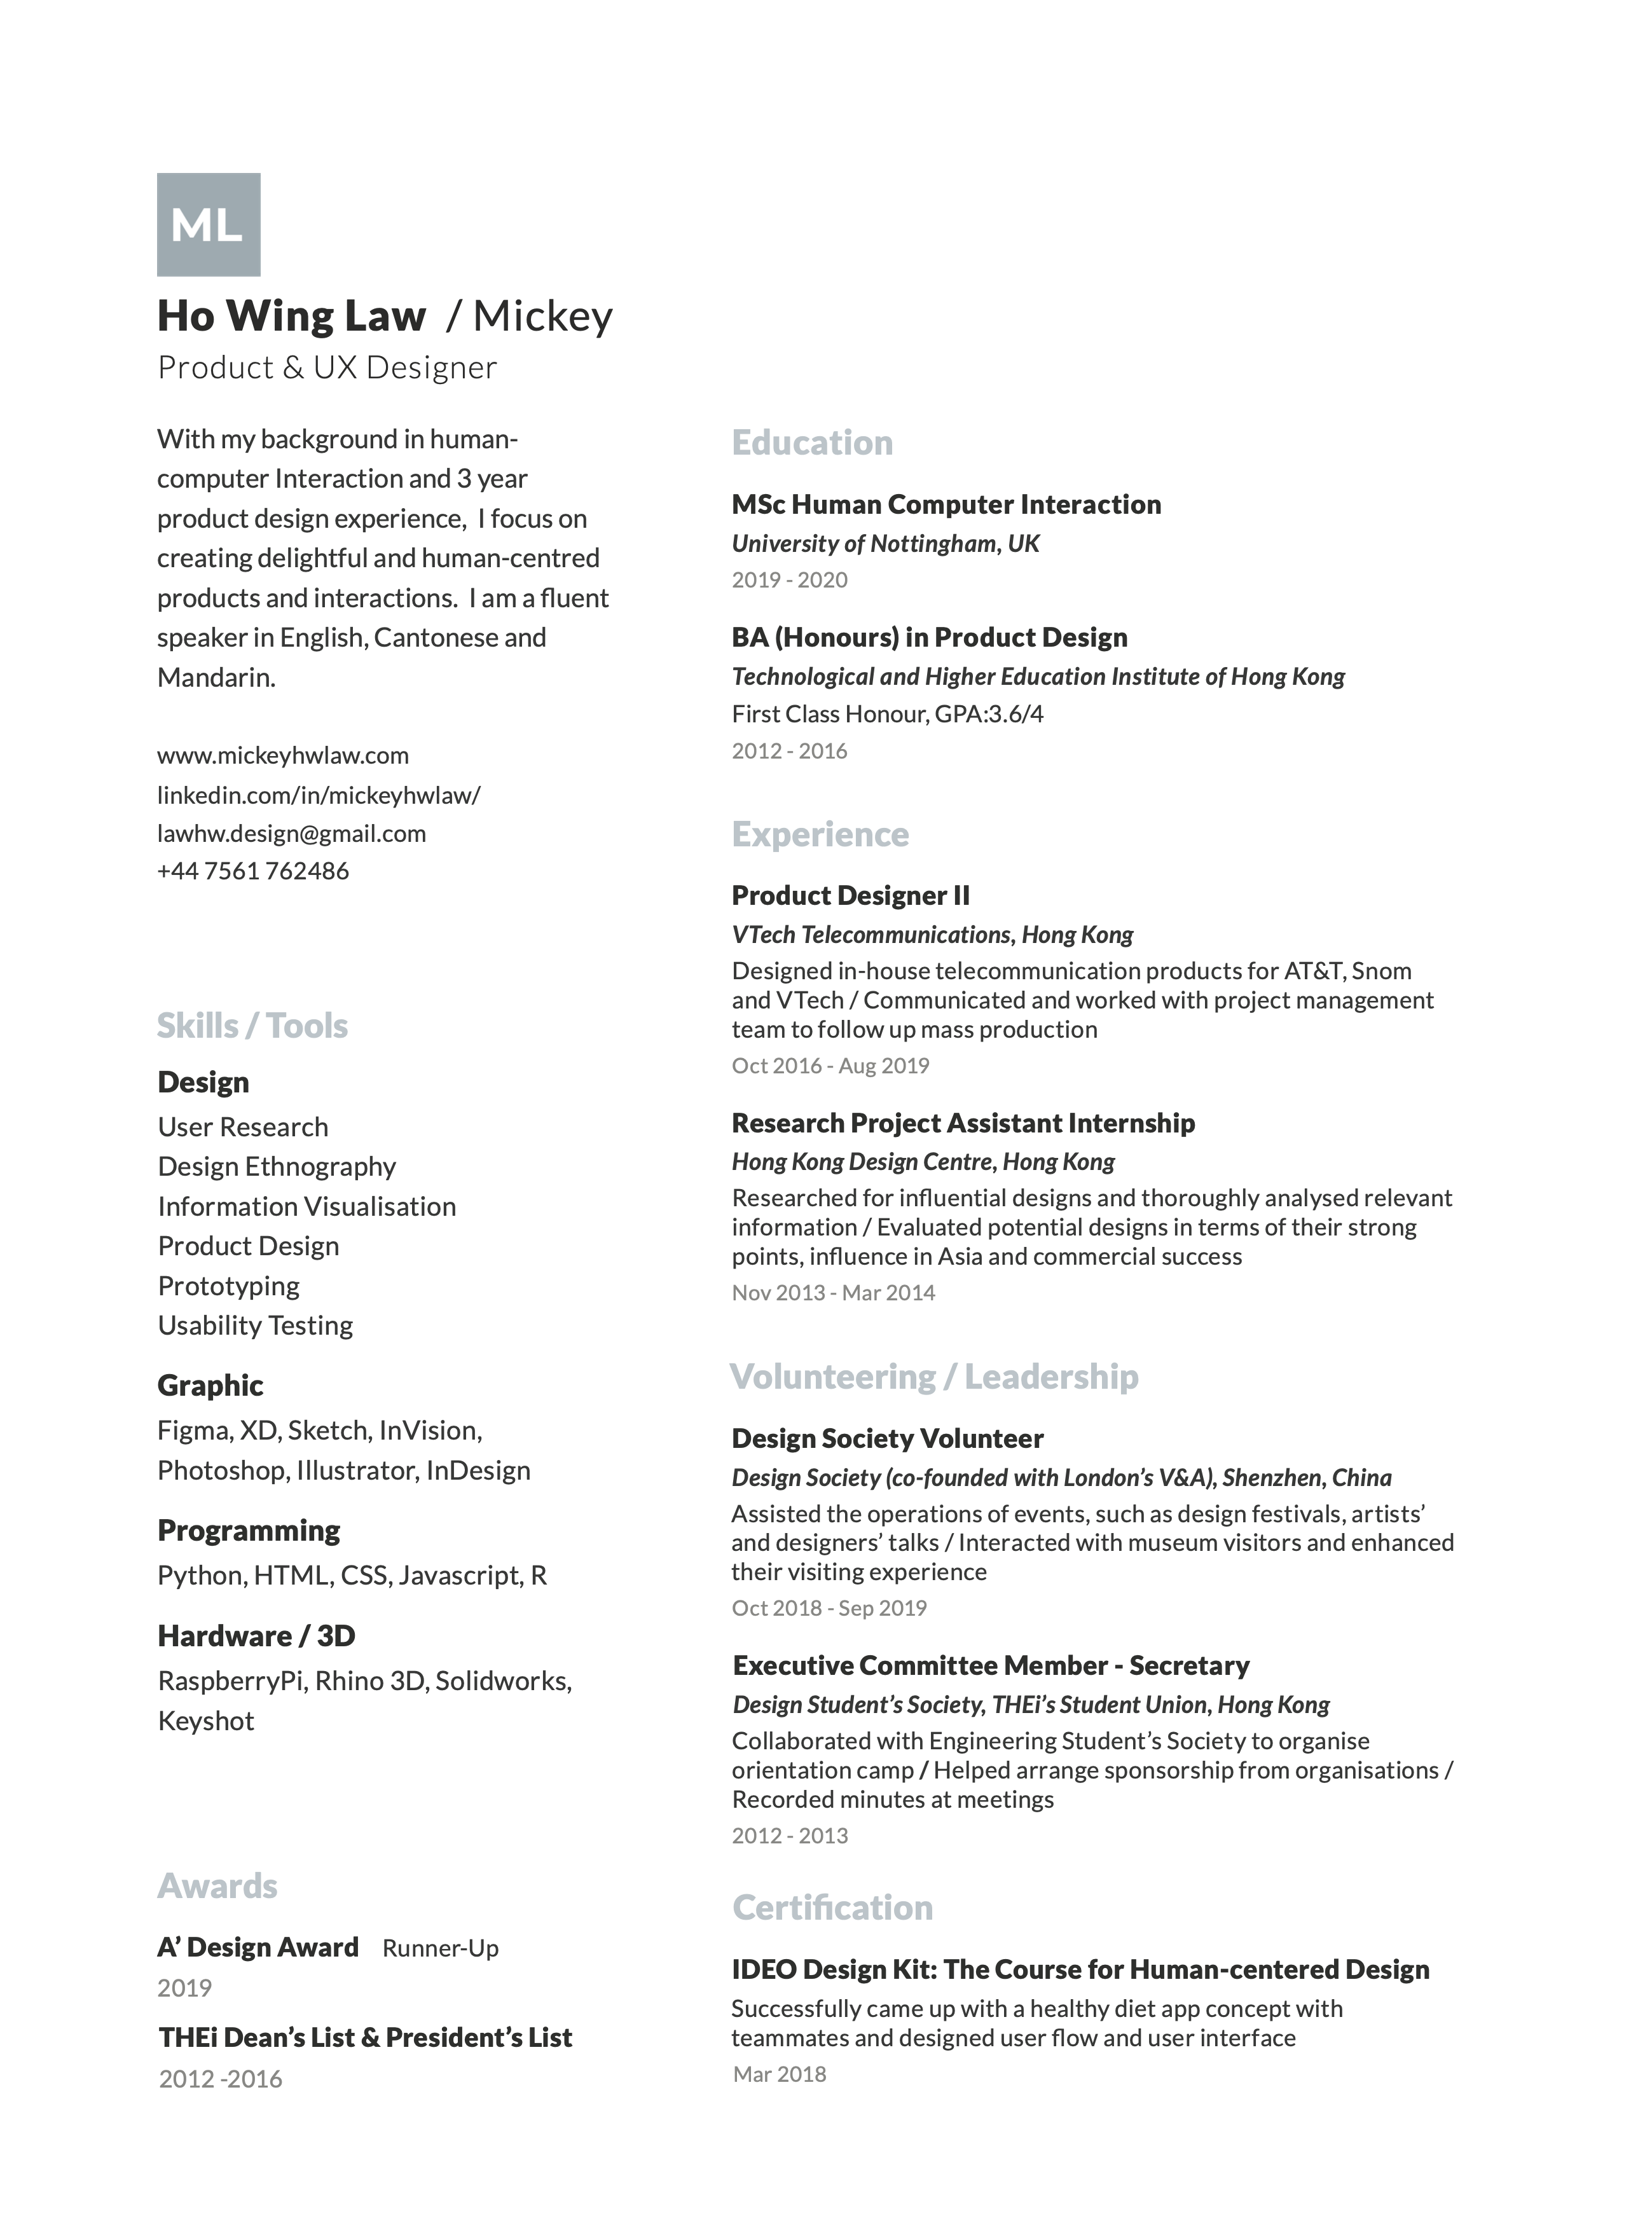 ML
Ho Wing Law / Mickey
Product & UX Designer
With my background in human-
computer Interaction and 3 year
product design experience, I focus on
creating delightful and human-centred
products and interactions. I am a fluent
speaker in English, Cantonese and
Mandarin.
www.mickeyhwlaw.com
linkedin.com/in/mickeyhwlaw/
lawhw.design@gmail.com
+44 7561 762486
Skills / Tools
Design
User Research
Design Ethnography
Information Visualisation
Product Design
Prototyping
Usability Testing
Graphic
Figma, XD, Sketch, InVision,
Photoshop, Illustrator, InDesign
Programming
Python, HTML, CSS, Javascript, R
Hardware / 3D
RaspberryPi, Rhino 3D, Solidworks,
Keyshot
Awards
A’ Design Award Runner-Up
2019
THEi Dean’s List & President’s List
2012 -2016
Education
MSc Human Computer Interaction
University of Nottingham, UK
2019 - 2020
BA (Honours) in Product Design
Technological and Higher Education Institute of Hong Kong
First Class Honour, GPA:3.6/4
2012 - 2016
Experience
Product Designer II
VTech Telecommunications, Hong Kong
Designed in-house telecommunication products for AT&T, Snom
and VTech / Communicated and worked with project management
team to follow up mass production
Oct 2016 - Aug 2019
Research Project Assistant Internship
Hong Kong Design Centre, Hong Kong
Researched for influential designs and thoroughly analysed relevant
information / Evaluated potential designs in terms of their strong
points, influence in Asia and commercial success
Nov 2013 - Mar 2014
Volunteering / Leadership
Design Society Volunteer
Design Society (co-founded with London’s V&A), Shenzhen, China
Assisted the operations of events, such as design festivals, artists’
and designers’ talks / Interacted with museum visitors and enhanced
their visiting experience
Oct 2018 - Sep 2019
Executive Committee Member - Secretary
Design Student’s Society, THEi’s Student Union, Hong Kong
Collaborated with Engineering Student’s Society to organise
orientation camp / Helped arrange sponsorship from organisations /
Recorded minutes at meetings
2012 - 2013
Certification
IDEO Design Kit: The Course for Human-centered Design
Successfully came up with a healthy diet app concept with
teammates and designed user flow and user interface
Mar 2018